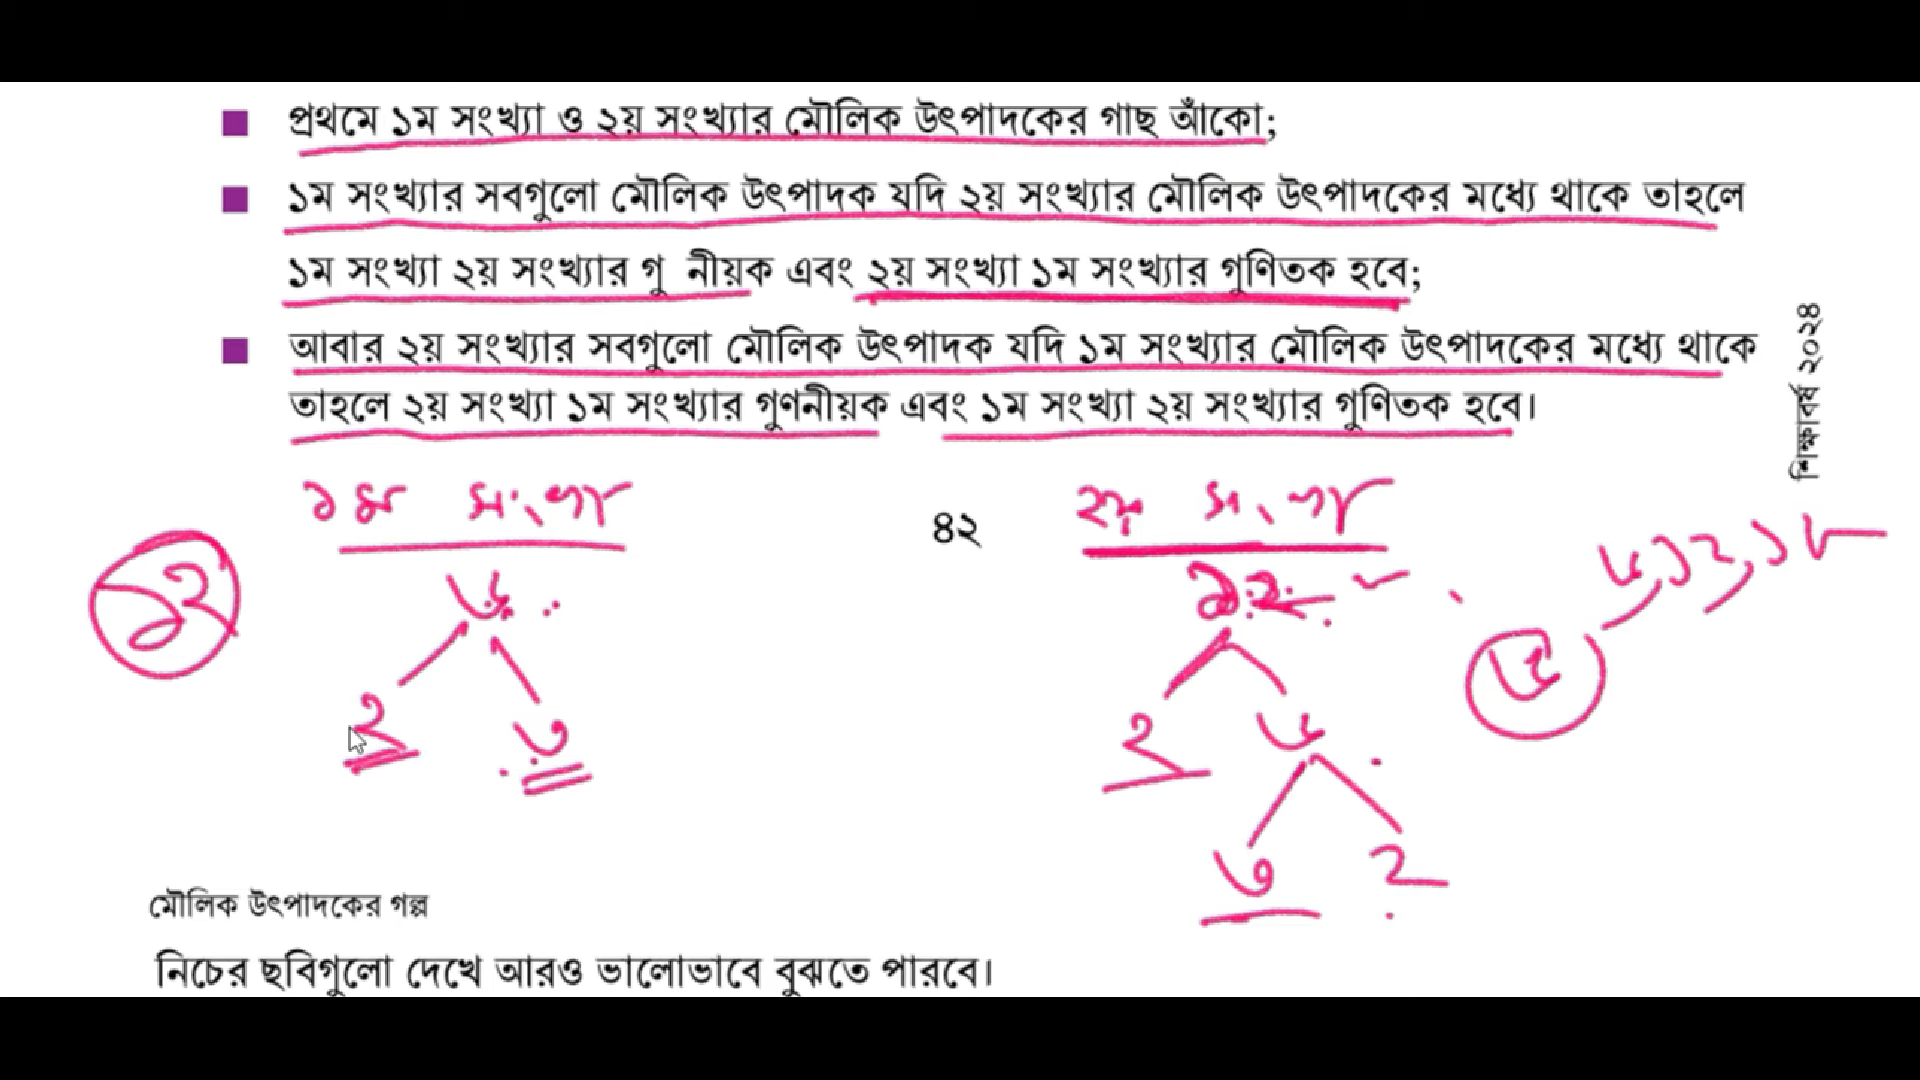 প্রথমে ১ম সংখ্যা ও ২য় সংখ্যার মৌলিক উৎপাদকের গাছ আঁকো;
১ম সংখ্যার সবগুলো মৌলিক উৎপাদক যদি ২য় সংখ্যার মৌলিক উৎপাদকের মধ্যে থাকে তাহলে
১ম সংখ্যা ২য় সংখ্যার গু নীয়ক এবং ২য় সংখ্যা ১ম সংখ্যার গুণিতক হবে;
আবার ২য় সংখ্যার সবগুলো মৌলিক উৎপাদক যদি ১ম সংখ্যার মৌলিক উৎপাদকের মধ্যে থাকে
তাহলে ২য় সংখ্যা ১ম সংখ্যার গুণনীয়ক এবং ১ম সংখ্যা ২য় সংখ্যার গুণিতক হবে।
শিক্ষাবর্ষ ২০২৪
১ম সংখ্যা
৪২
২য় সংখ্যা
১২
৬
১২
৬,১২,১৮
৬
২
৩
২
৬
৩
২
মৌলিক উৎপাদকের গল্প
নিচের ছবিগুলো দেখে আরও ভালোভাবে বুঝতে পারবে।